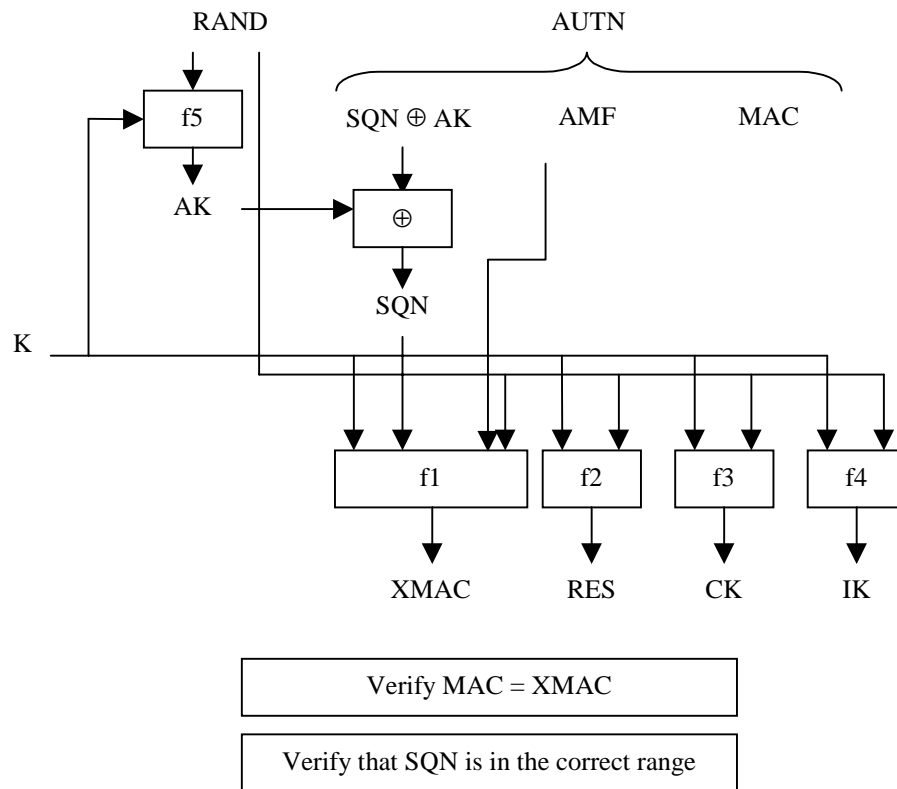 RAND AUTN
f5 SQN ⊕ AK AMF MAC
AK ⊕
SQN
K
f1 f2 f3 f4
XMAC RES CK IK
Verify MAC = XMAC
Verify that SQN is in the correct range